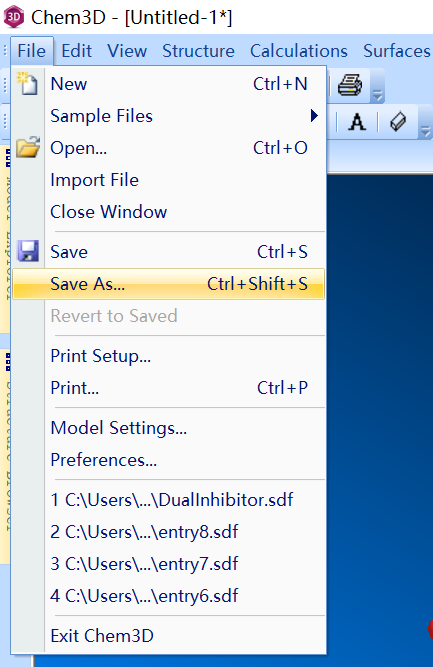 Chem3D - [Untitled-1*]
File Edit View Structure Calculations Surfaces
New Ctrl+N
Sample Files
Open... Ctrl+O
Import File
Close Window
Save Ctrl+S
Save As... Ctrl+Shift+S
Revert to Saved
Print Setup...
Print... Ctrl+P
Model Settings...
Preferences...
1 C:\Users\...\DualInhibitor.sdf
2 C:\Users\...\entry8.sdf
3 C:\Users\...\entry7.sdf
4 C:\Users\...\entry6.sdf
Exit Chem3D